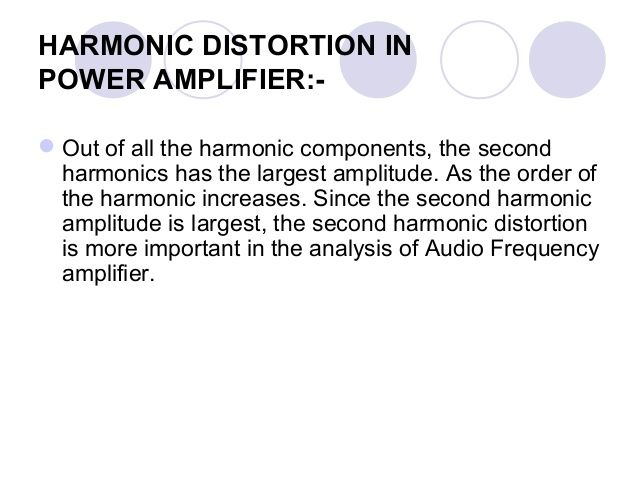 HARMONIC DISTORTION IN
POWER AMPLIFIER:-
Out of all the harmonic components, the second
harmonics has the largest amplitude. As the order of
the harmonic increases. Since the second harmonic
amplitude is largest, the second harmonic distortion
is more important in the analysis of Audio Frequency
amplifier.